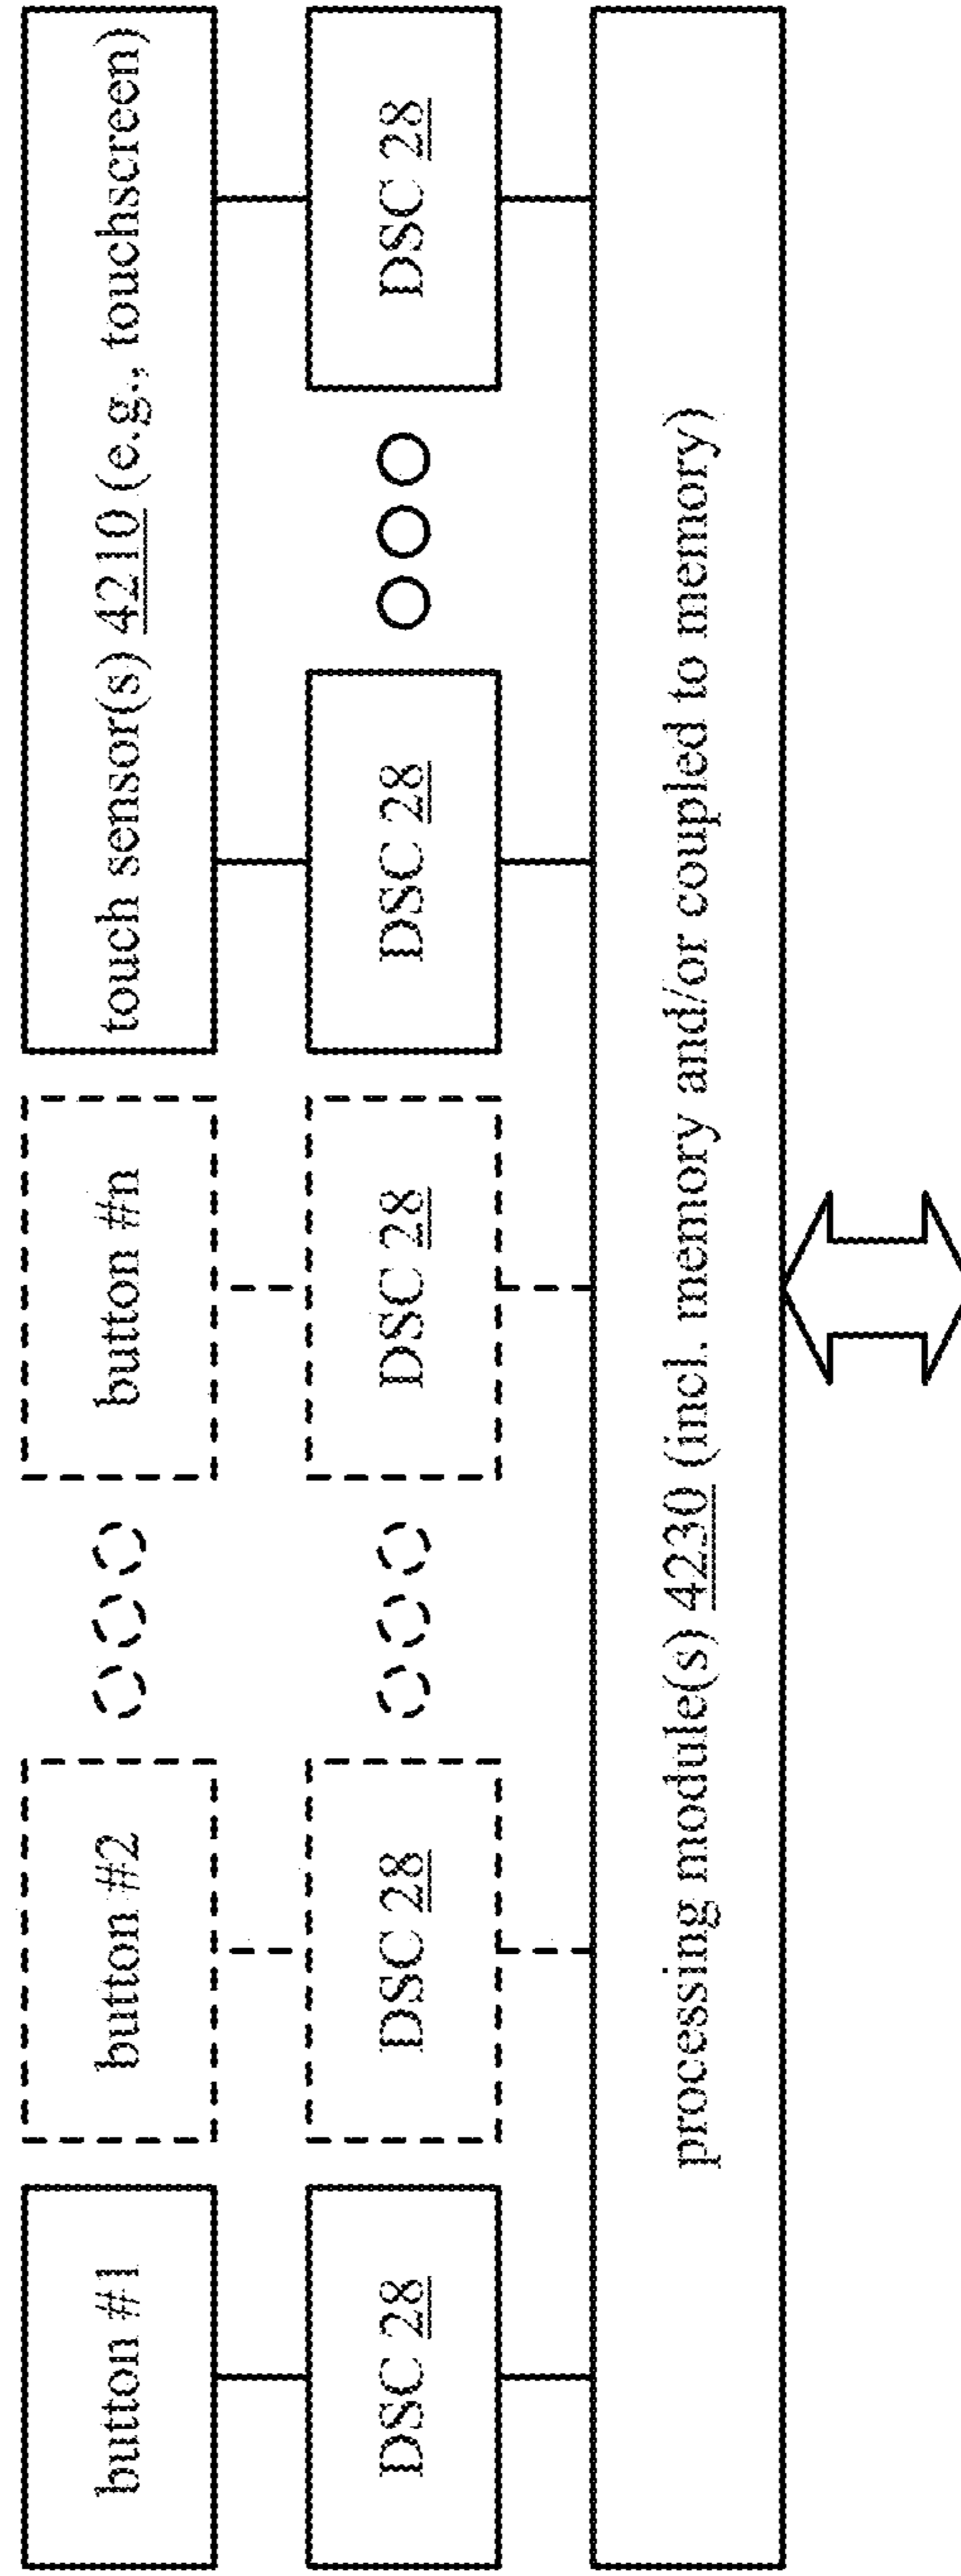 button #1
button #2
button #n
touch sensor(s) 4210 (e.g., touchscreen)
DSC 28
DSC 28
DSC 28
DSC 28
DSC 28
processing module(s) 4230 (incl. memory and/or coupled to memory)